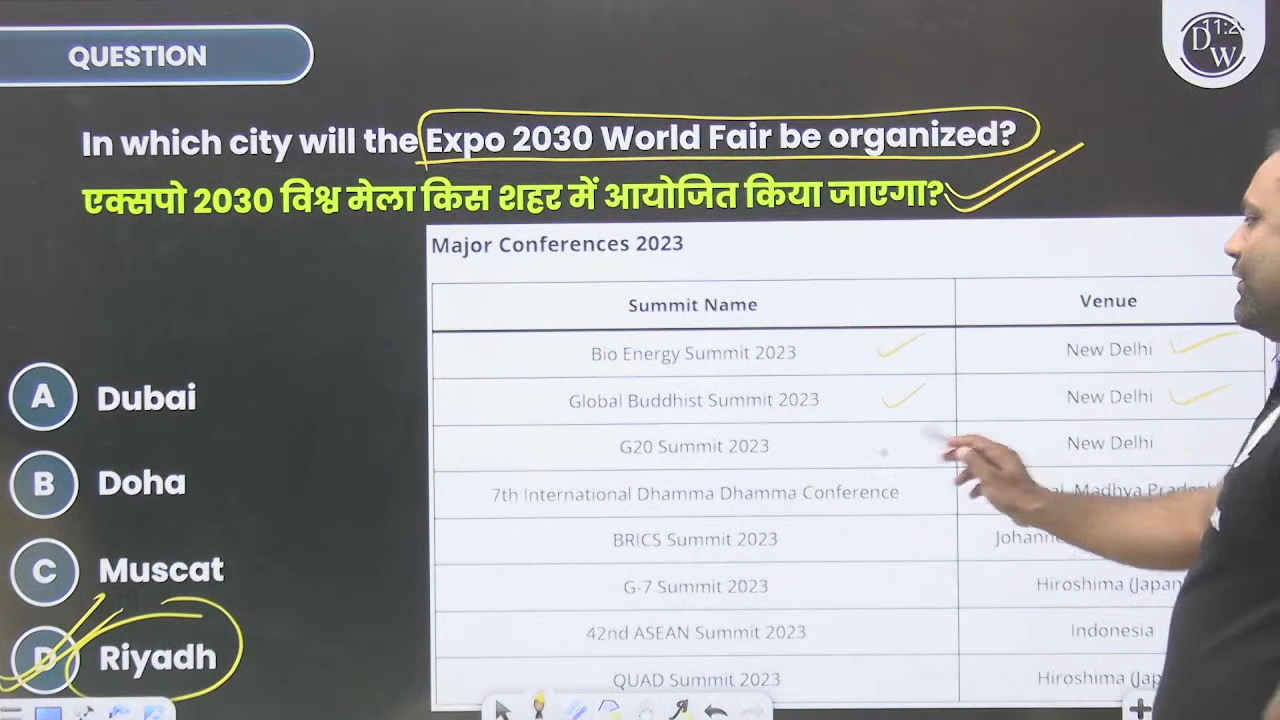 QUESTION
11:2
D
W
In which city will the Expo 2030 World Fair be organized?
एक्सपो 2030 विश्व मेला किस शहर में आयोजित किया जाएगा?
Major Conferences 2023
Summit Name Venue
Bio Energy Summit 2023 New Delhi
Global Buddhist Summit 2023 New Delhi
G20 Summit 2023 New Delhi
7th International Dhamma Dhamma Conference Madhya
BRICS Summit 2023
G-7 Summit 2023 Hiroshima (Japan
42nd ASEAN Summit 2023 Indonesia
QUAD Summit 2023 Hiroshima
A Dubai
B Doha
C Muscat
D Riyadh